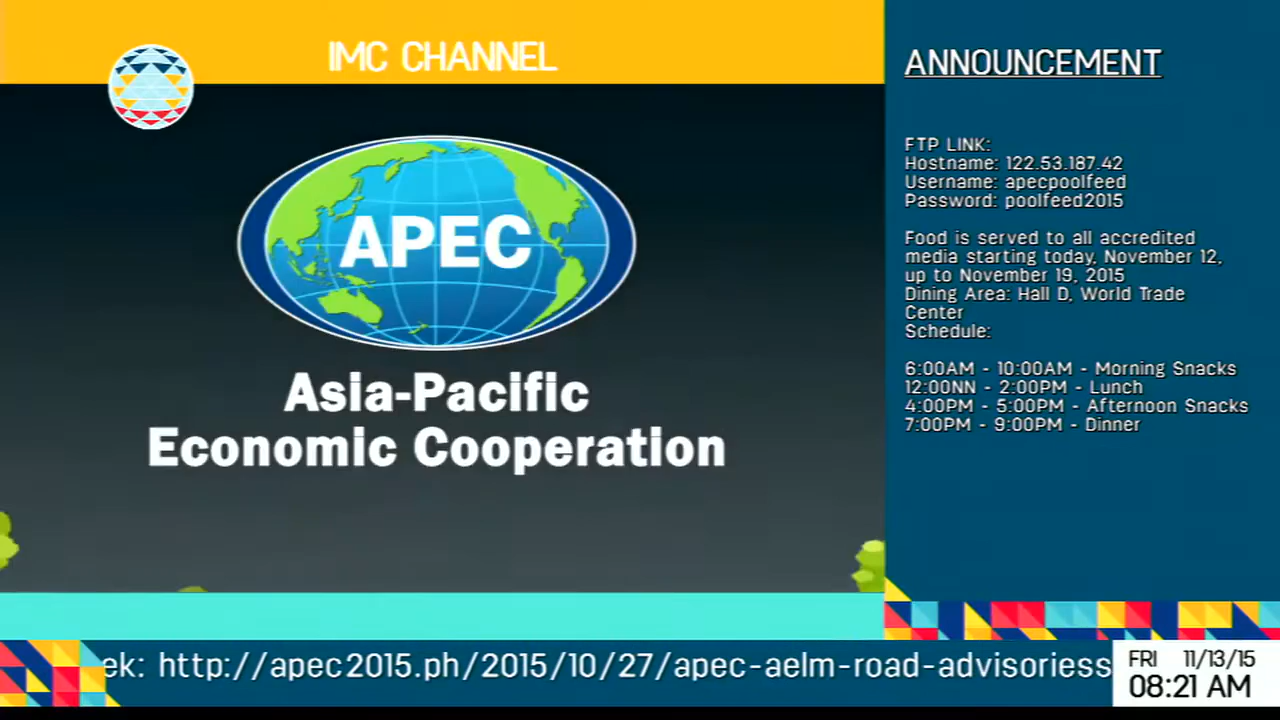 IMC CHANNEL
APEC
Asia-Pacific
Economic Cooperation
ANNOUNCEMENT
FTP LINK:
Hostname: 122.53.187.42
Username: apecpoolfeed
Password: poolfeed2015
Food is served to all accredited
media starting today, November 12,
up to November 19, 2015
Dining Area: Hall D, World Trade
Center
Schedule:
6:00AM - 10:00AM - Morning Snacks
12:00NN - 2:00PM - Lunch
4:00PM - 5:00PM - Afternoon Snacks
7:00PM - 9:00PM - Dinner
ek: http://apec2015.ph/2015/10/27/apec-aelm-road-advisoriess
FRI 11/13/15
08:21 AM